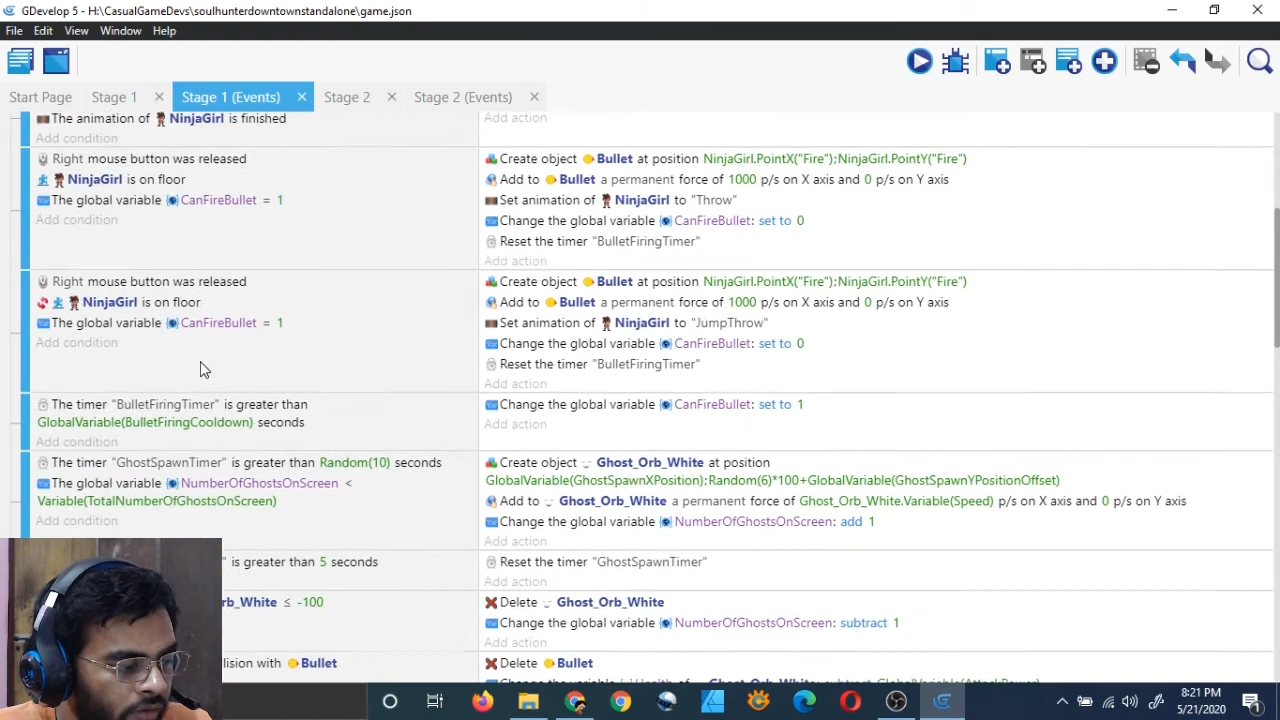 GDevelop 5 - H:\CasualGameDevs\soulhunterdowntownstandalone\game.json
File Edit View Window Help
Start Page Stage 1 Stage 1 (Events) Stage 2 Stage 2 (Events)
The animation of NinjaGirl is finished
Add condition
Add action
Right mouse button was released
NinjaGirl is on floor
The global variable CanFireBullet = 1
Add condition
Create object Bullet at position NinjaGirl.PointX("Fire");NinjaGirl.PointY("Fire")
Add to Bullet a permanent force of 1000 p/s on X axis and 0 p/s on Y axis
Set animation of NinjaGirl to "Throw"
Change the global variable CanFireBullet: set to 0
Reset the timer "BulletFiringTimer"
Add action
Right mouse button was released
NinjaGirl is on floor
The global variable CanFireBullet = 1
Add condition
Create object Bullet at position NinjaGirl.PointX("Fire");NinjaGirl.PointY("Fire")
Add to Bullet a permanent force of 1000 p/s on X axis and 0 p/s on Y axis
Set animation of NinjaGirl to "JumpThrow"
Change the global variable CanFireBullet: set to 0
Reset the timer "BulletFiringTimer"
Add action
The timer "BulletFiringTimer" is greater than
GlobalVariable(BulletFiringCooldown) seconds
Add condition
Change the global variable CanFireBullet: set to 1
Add action
The timer "GhostSpawnTimer" is greater than Random(10) seconds
The global variable NumberOfGhostsOnScreen <
Variable(TotalNumberOfGhostsOnScreen)
Add condition
Create object Ghost_Orb_White at position
GlobalVariable(GhostSpawnXPosition);Random(6)*100+GlobalVariable(GhostSpawnYPositionOffset)
Add to Ghost_Orb_White a permanent force of Ghost_Orb_White.Variable(Speed) p/s on X axis and 0 p/s on Y axis
Change the global variable NumberOfGhostsOnScreen: add 1
Add action
" is greater than 5 seconds
Reset the timer "GhostSpawnTimer"
Add action
rb_White ≤ -100
Delete Ghost_Orb_White
Change the global variable NumberOfGhostsOnScreen: subtract 1
Add action
lision with Bullet
Delete Bullet
8:21 PM
5/21/2020